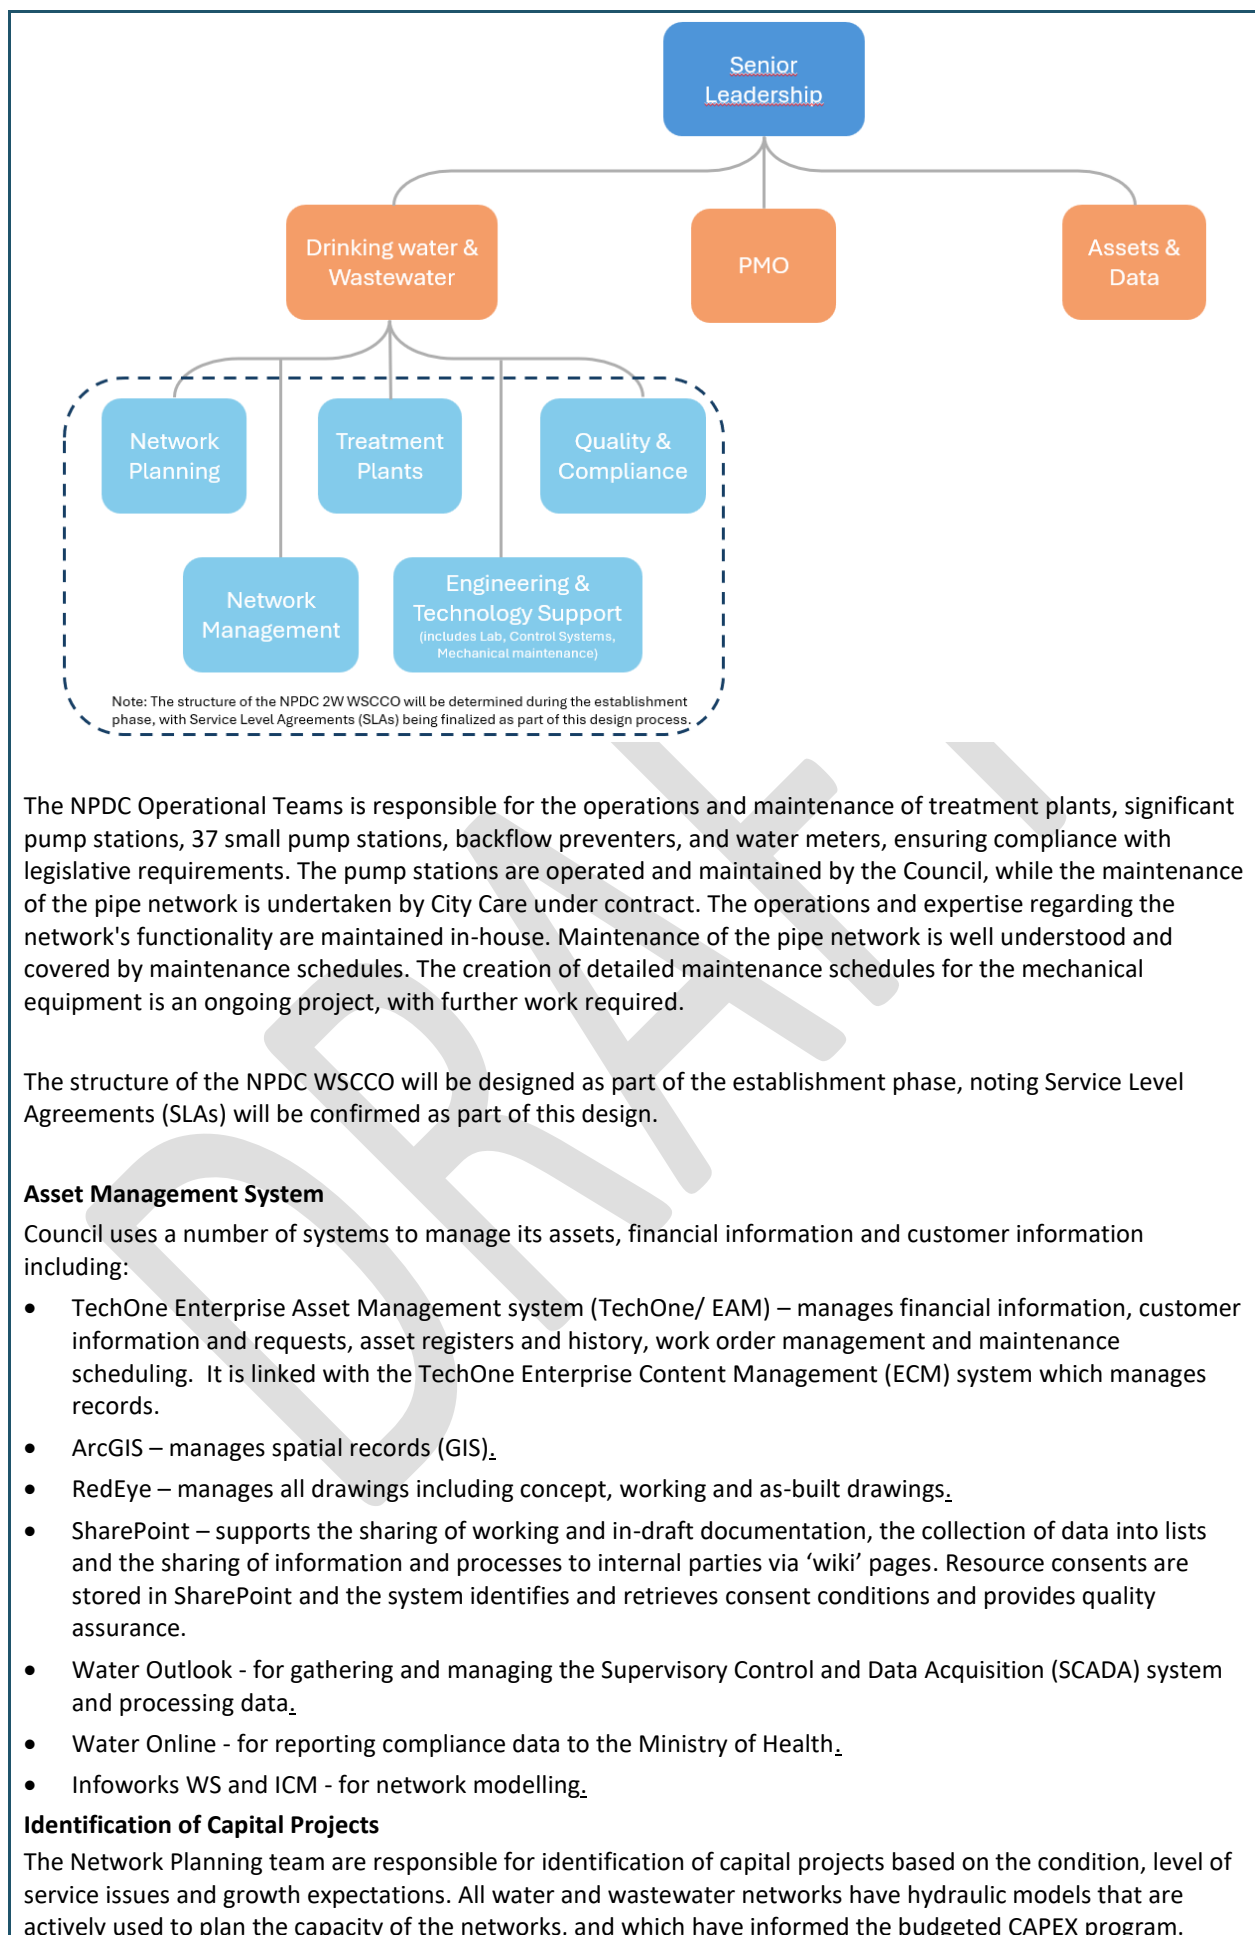 Senior
Leadership
Drinking water &
Wastewater
PMO
Assets &
Data
Network
Planning
Treatment
Plants
Quality &
Compliance
Network
Management
Engineering &
Technology Support
(includes Lab, Control Systems,
Mechanical maintenance)
Note: The structure of the NPDC 2W WSCCO will be determined during the establishment
phase, with Service Level Agreements (SLAs) being finalized as part of this design process.
DRAFT
The NPDC Operational Teams is responsible for the operations and maintenance of treatment plants, significant
pump stations, 37 small pump stations, backflow preventers, and water meters, ensuring compliance with
legislative requirements. The pump stations are operated and maintained by the Council, while the maintenance
of the pipe network is undertaken by City Care under contract. The operations and expertise regarding the
network's functionality are maintained in-house. Maintenance of the pipe network is well understood and
covered by maintenance schedules. The creation of detailed maintenance schedules for the mechanical
equipment is an ongoing project, with further work required.
The structure of the NPDC WSCCO will be designed as part of the establishment phase, noting Service Level
Agreements (SLAs) will be confirmed as part of this design.
Asset Management System
Council uses a number of systems to manage its assets, financial information and customer information
including:
• TechOne Enterprise Asset Management system (TechOne/ EAM) – manages financial information, customer
information and requests, asset registers and history, work order management and maintenance
scheduling.  It is linked with the TechOne Enterprise Content Management (ECM) system which manages
records.
• ArcGIS – manages spatial records (GIS).
• RedEye – manages all drawings including concept, working and as-built drawings.
• SharePoint – supports the sharing of working and in-draft documentation, the collection of data into lists
and the sharing of information and processes to internal parties via ‘wiki’ pages. Resource consents are
stored in SharePoint and the system identifies and retrieves consent conditions and provides quality
assurance.
• Water Outlook - for gathering and managing the Supervisory Control and Data Acquisition (SCADA) system
and processing data.
• Water Online - for reporting compliance data to the Ministry of Health.
• Infoworks WS and ICM - for network modelling.
Identification of Capital Projects
The Network Planning team are responsible for identification of capital projects based on the condition, level of
service issues and growth expectations. All water and wastewater networks have hydraulic models that are
actively used to plan the capacity of the networks, and which have informed the budgeted CAPEX program.